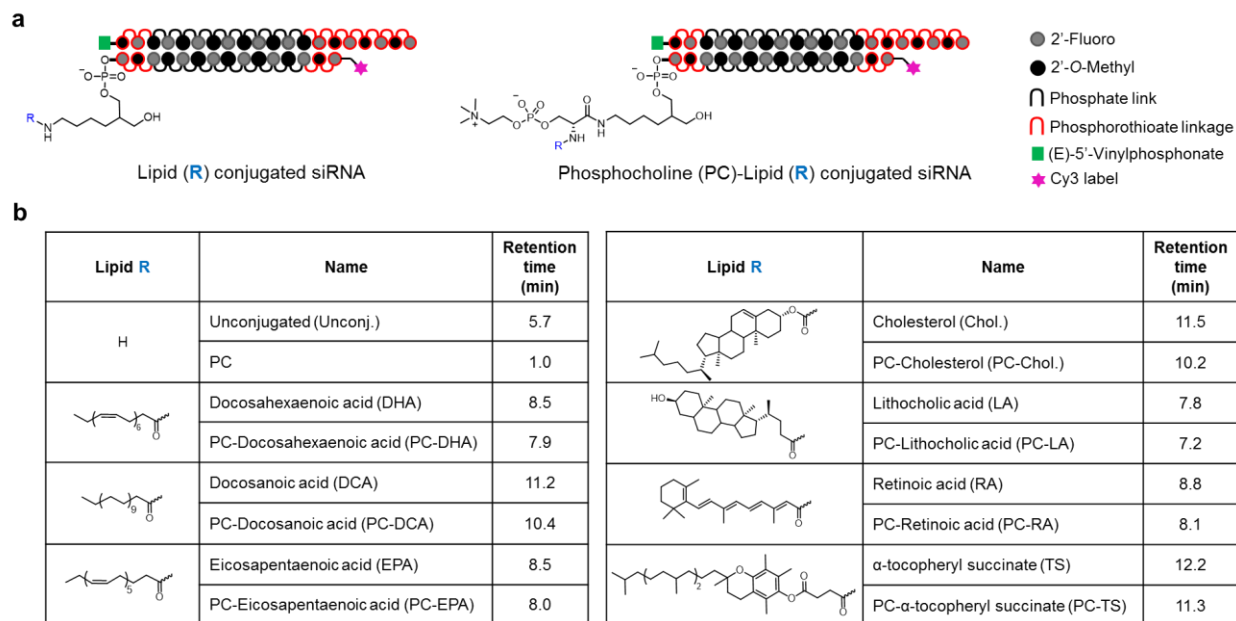 a
2'-Fluoro
2'-O-Methyl
Phosphate link
Phosphorothioate linkage
(E)-5'-Vinylphosphonate
Cy3 label
O
⁻O-P=O
O
OH
R
N
H
Lipid (R) conjugated siRNA
N
+
O
⁻O
O
P
O
O
NH
R
O
N
H
O
⁻O-P=O
O
OH
Phosphocholine (PC)-Lipid (R) conjugated siRNA
b
Lipid R Name Retention time (min)
H Unconjugated (Unconj.) 5.7
PC 1.0
6 O Docosahexaenoic acid (DHA) 8.5
PC-Docosahexaenoic acid (PC-DHA) 7.9
9 O Docosanoic acid (DCA) 11.2
PC-Docosanoic acid (PC-DCA) 10.4
5 O Eicosapentaenoic acid (EPA) 8.5
PC-Eicosapentaenoic acid (PC-EPA) 8.0
Lipid R Name Retention time (min)
O O Cholesterol (Chol.) 11.5
PC-Cholesterol (PC-Chol.) 10.2
HO O Lithocholic acid (LA) 7.8
PC-Lithocholic acid (PC-LA) 7.2
O Retinoic acid (RA) 8.8
PC-Retinoic acid (PC-RA) 8.1
2 O O O O α-tocopheryl succinate (TS) 12.2
PC-α-tocopheryl succinate (PC-TS) 11.3